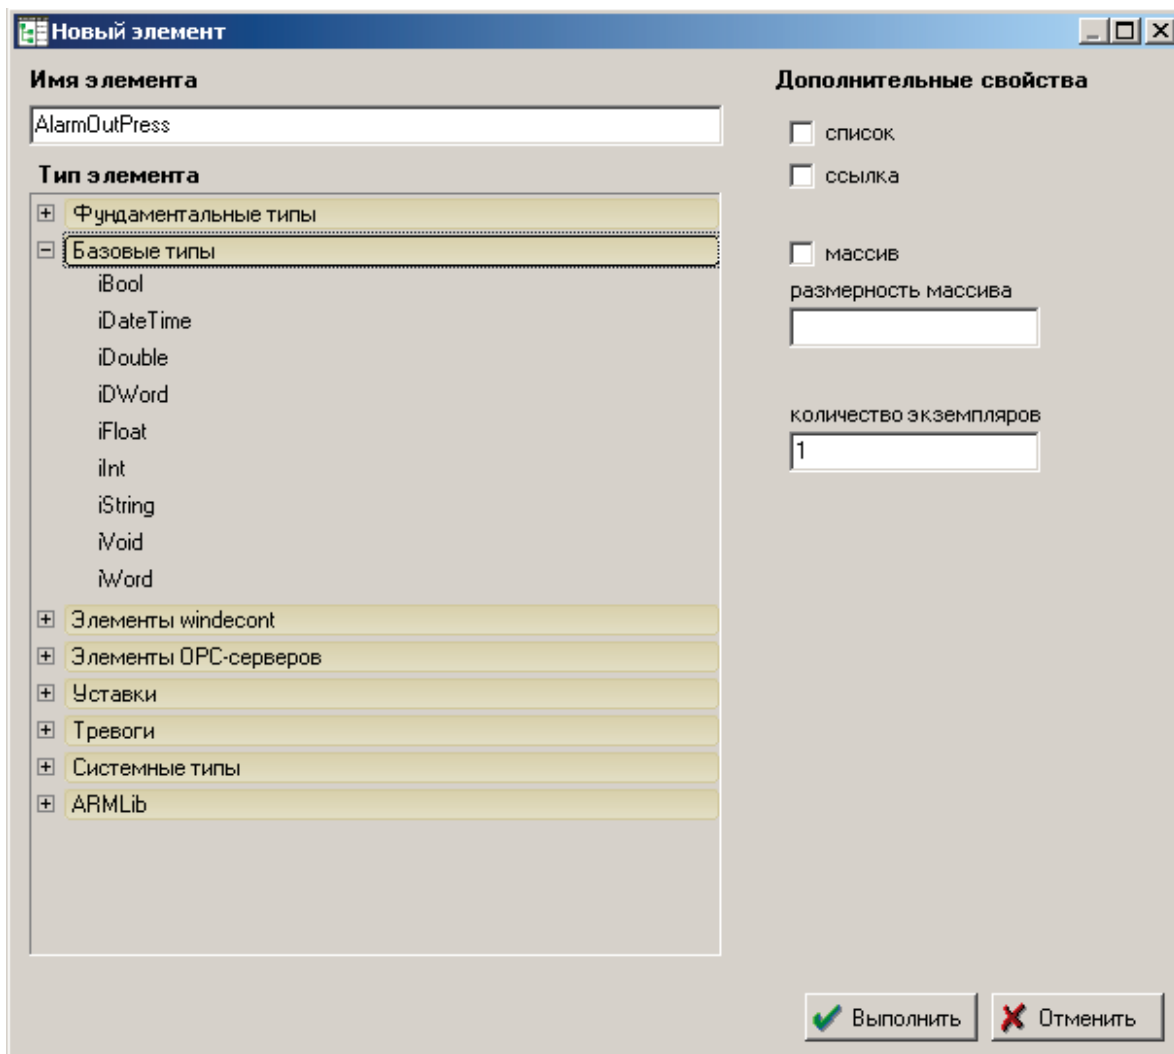 Новый элемент
Имя элемента
AlarmOutPress
Тип элемента
Фундаментальные типы
Базовые типы
iBool
iDateTime
iDouble
iDWord
iFloat
iInt
iString
iVoid
iWord
Элементы windecont
Элементы OPC-серверов
Уставки
Тревоги
Системные типы
ARMLib
Дополнительные свойства
список
ссылка
массив
размерность массива
количество экземпляров
1
Выполнить
Отменить